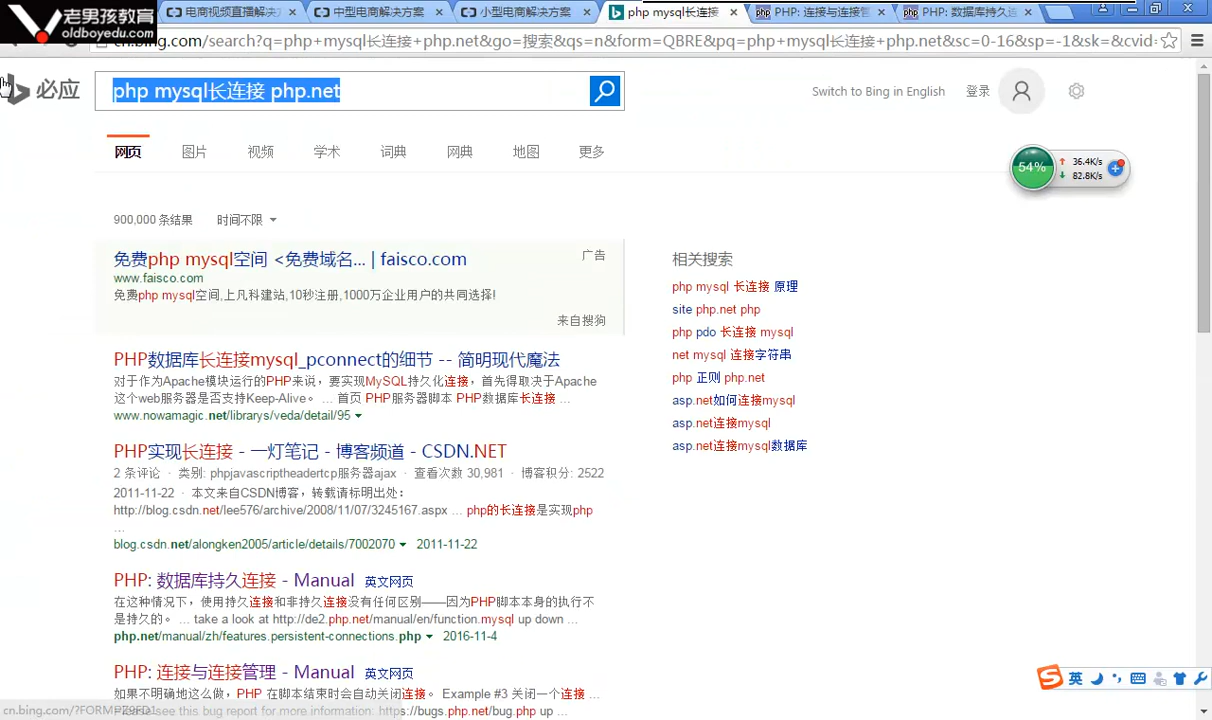 老男孩教育
oldboyedu.com
电商视频直播解决方
中型电商解决方案
小型电商解决方案
php mysql长连接
PHP: 连接与连接管
PHP: 数据库持久
cn.bing.com/search?q=php+mysql长连接+php.net&go=搜索&qs=n&form=QBRE&pq=php+mysql长连接+php.net&sc=0-16&sp=-1&sk=&cvid=
必应
php mysql长连接 php.net
Switch to Bing in English
登录
网页
图片
视频
学术
词典
网典
地图
更多
54%
36.4K/s
82.8K/s
900,000 条结果
时间不限
免费php mysql空间 <免费域名... | faisco.com
广告
www.faisco.com
免费php mysql空间,上凡科建站,10秒注册,1000万企业用户的共同选择!
来自搜狗
PHP数据库长连接mysql_pconnect的细节 -- 简明现代魔法
对于作为Apache模块运行的PHP来说，要实现MySQL持久化连接，首先得取决于Apache
这个web服务器是否支持Keep-Alive。 ... 首页 PHP服务器脚本 PHP数据库长连接 ...
www.nowamagic.net/librarys/veda/detail/95
PHP实现长连接 - 一灯笔记 - 博客频道 - CSDN.NET
2 条评论 · 类别: phpjavascriptheadertcp服务器ajax · 查看次数 30,981 · 博客积分: 2522
2011-11-22 · 本文来自CSDN博客，转载请标明出处：
http://blog.csdn.net/lee576/archive/2008/11/07/3245167.aspx ... php的长连接是实现php
...
blog.csdn.net/alongken2005/article/details/7002070
2011-11-22
PHP: 数据库持久连接 - Manual
英文网页
在这种情况下，使用持久连接和非持久连接没有任何区别——因为PHP脚本本身的执行不
是持久的。 ... take a look at http://de2.php.net/manual/en/function.mysql up down ...
php.net/manual/zh/features.persistent-connections.php
2016-11-4
PHP: 连接与连接管理 - Manual
英文网页
如果不明确地这么做，PHP 在脚本结束时会自动关闭连接。 Example #3 关闭一个连接 ...
please see this bug report for more information: .https://bugs.php.net/bug.php up ...
相关搜索
php mysql 长连接 原理
site php.net php
php pdo 长连接 mysql
net mysql 连接字符串
php 正则 php.net
asp.net如何连接mysql
asp.net连接mysql
asp.net连接mysql数据库
英